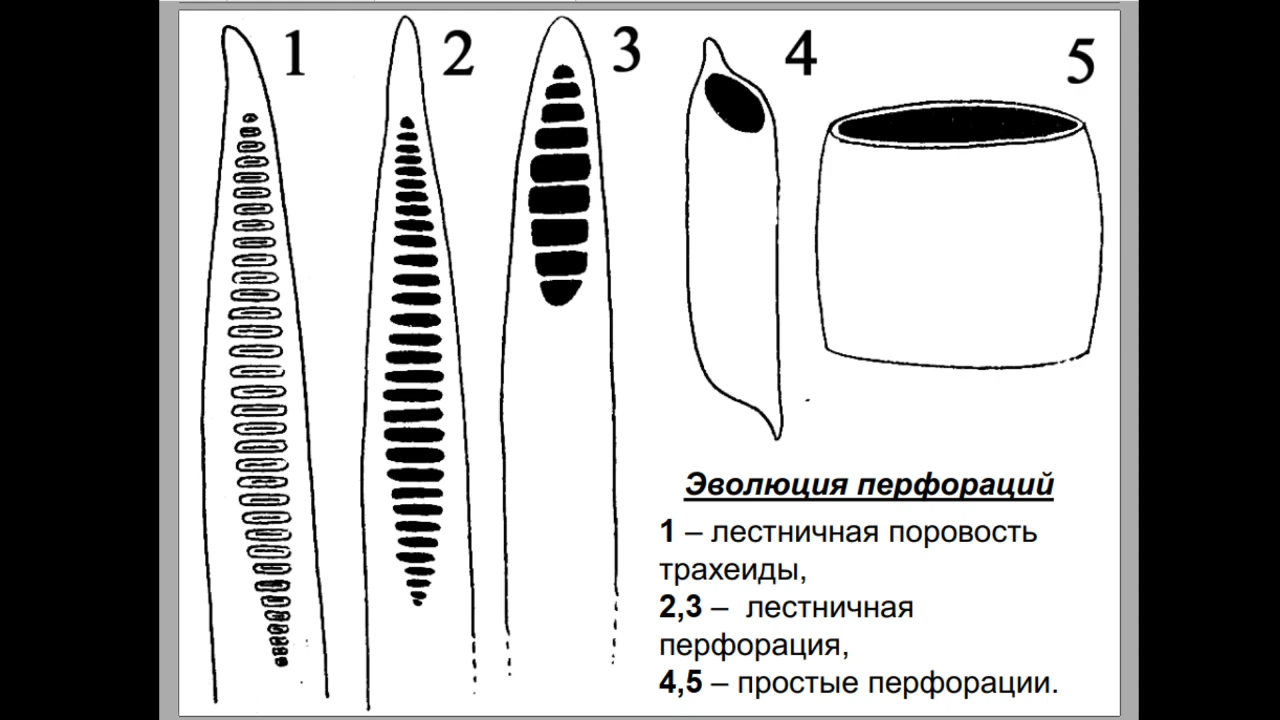 1 2 3 4 5
Эволюция перфораций
1 – лестничная поровость
трахеиды,
2,3 – лестничная
перфорация,
4,5 – простые перфорации.